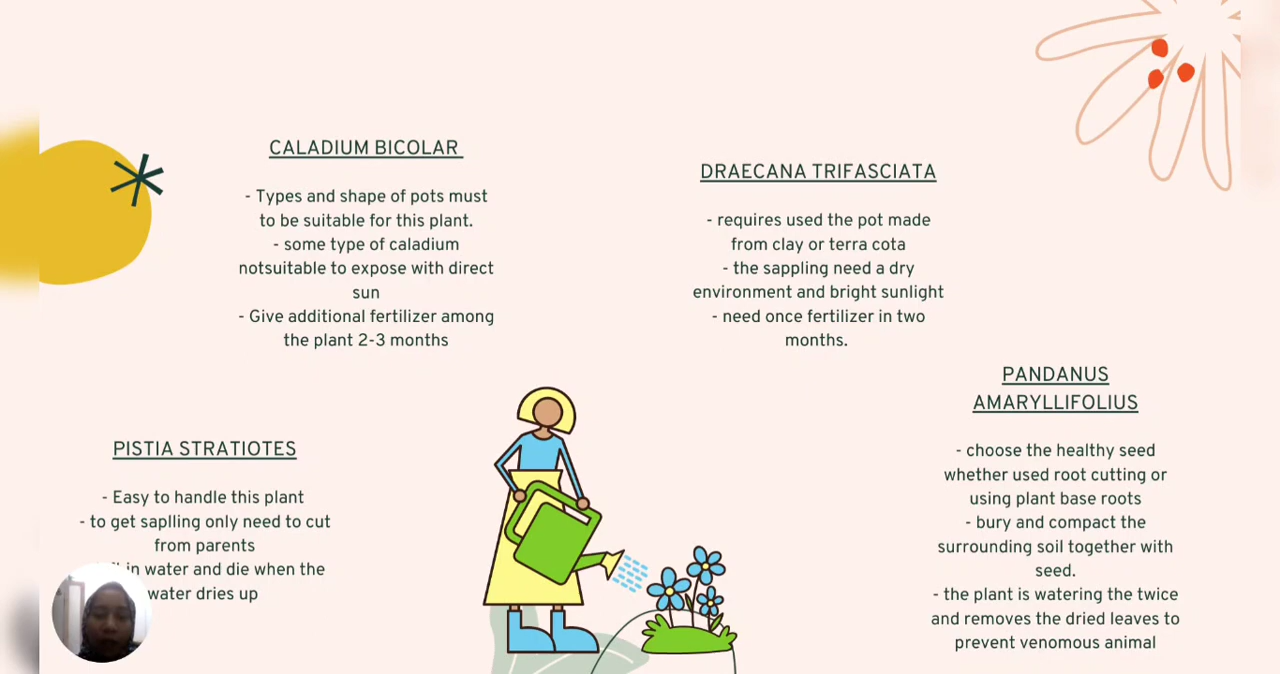 CALADIUM BICOLAR
- Types and shape of pots must
to be suitable for this plant.
- some type of caladium
notsuitable to expose with direct
sun
- Give additional fertilizer among
the plant 2-3 months
DRAECANA TRIFASCIATA
- requires used the pot made
from clay or terra cota
- the sappling need a dry
environment and bright sunlight
- need once fertilizer in two
months.
PISTIA STRATIOTES
- Easy to handle this plant
- to get saplling only need to cut
from parents
in water and die when the
water dries up
PANDANUS
AMARYLLIFOLIUS
- choose the healthy seed
whether used root cutting or
using plant base roots
- bury and compact the
surrounding soil together with
seed.
- the plant is watering the twice
and removes the dried leaves to
prevent venomous animal